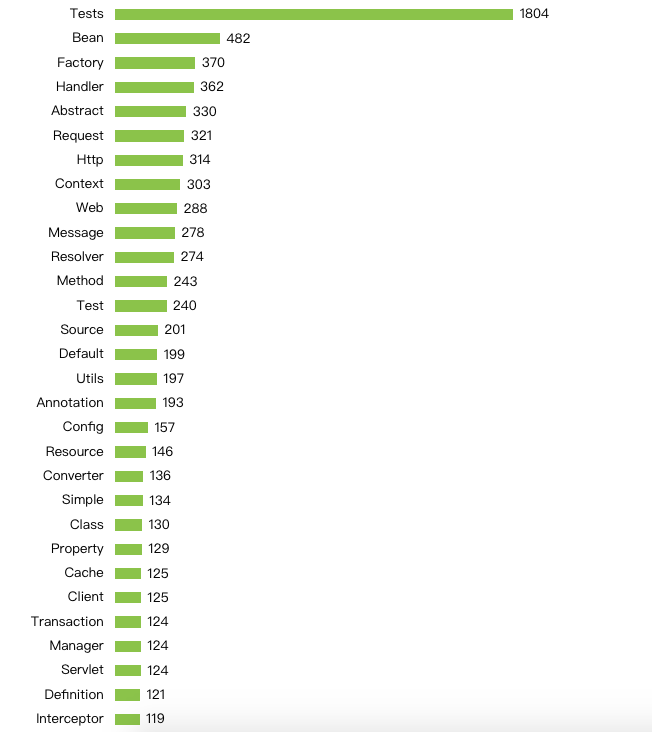 Tests 1804
Bean 482
Factory 370
Handler 362
Abstract 330
Request 321
Http 314
Context 303
Web 288
Message 278
Resolver 274
Method 243
Test 240
Source 201
Default 199
Utils 197
Annotation 193
Config 157
Resource 146
Converter 136
Simple 134
Class 130
Property 129
Cache 125
Client 125
Transaction 124
Manager 124
Servlet 124
Definition 121
Interceptor 119